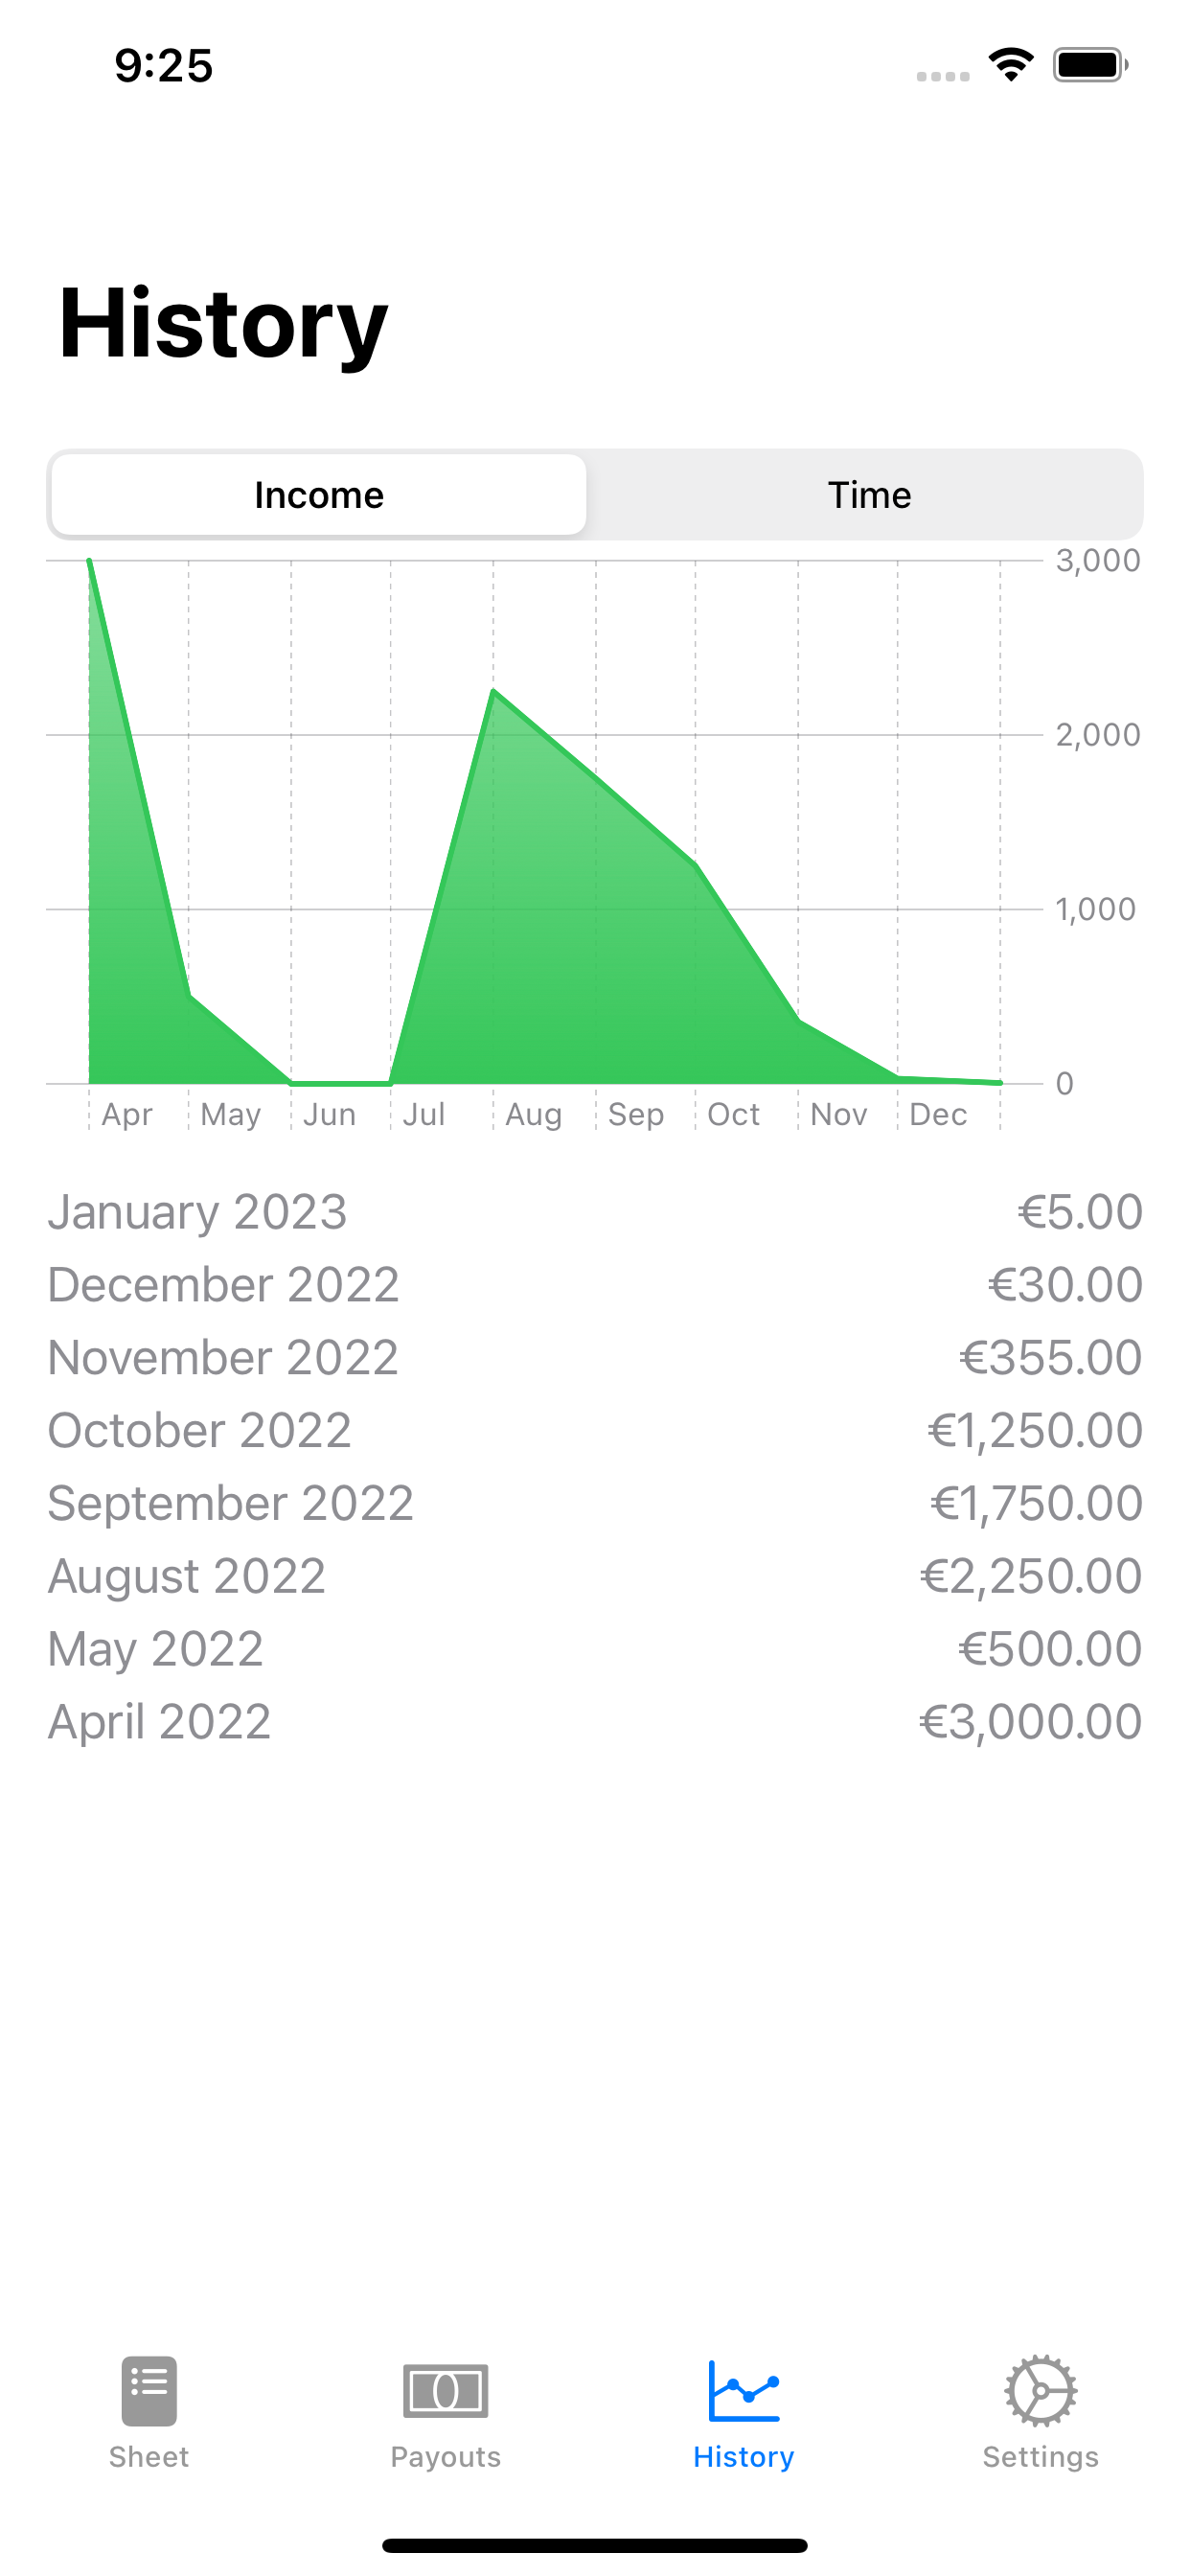 9:25
History
Income Time
3,000
2,000
1,000
0
Apr May Jun Jul Aug Sep Oct Nov Dec
January 2023 €5.00
December 2022 €30.00
November 2022 €355.00
October 2022 €1,250.00
September 2022 €1,750.00
August 2022 €2,250.00
May 2022 €500.00
April 2022 €3,000.00
Sheet Payouts History Settings